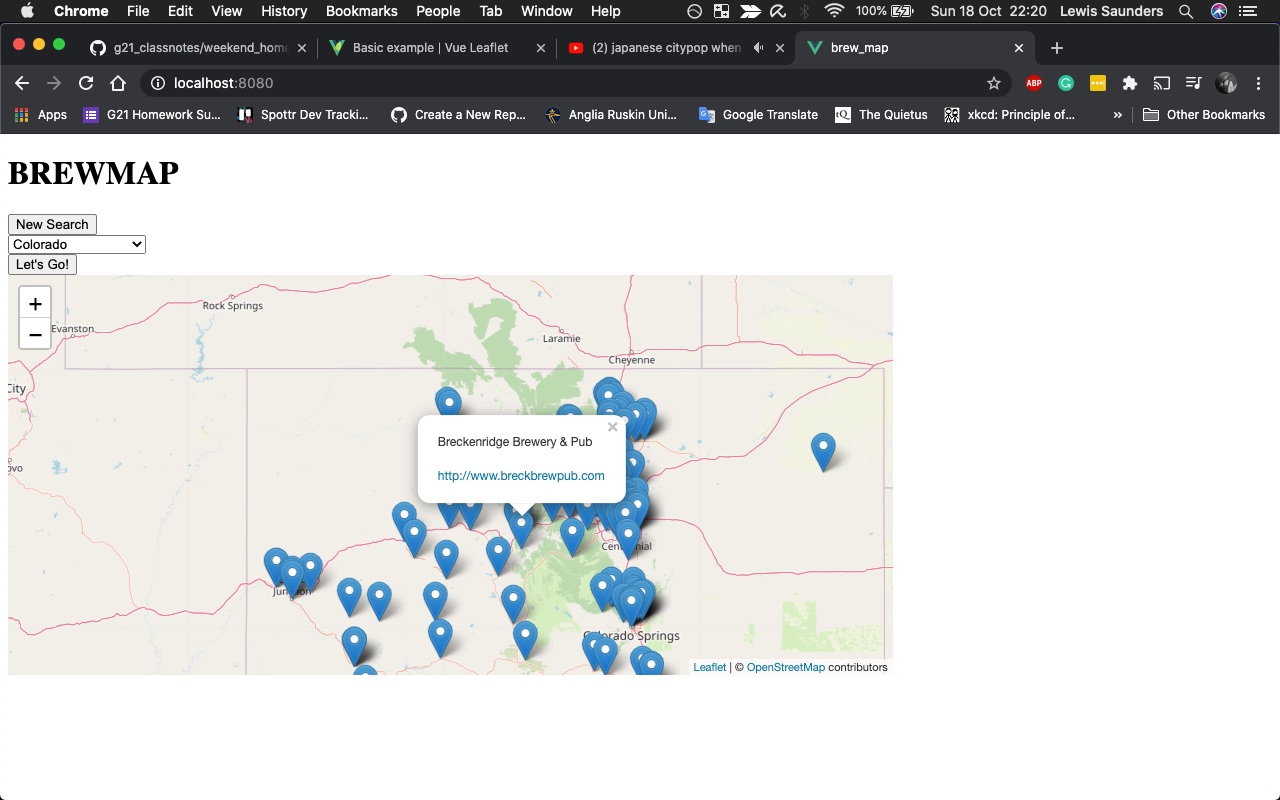 Chrome File Edit View History Bookmarks People Tab Window Help 100% Sun 18 Oct 22:20 Lewis Saunders
g21_classnotes/weekend_home Basic example | Vue Leaflet (2) japanese citypop when brew_map
localhost:8080 ABP
Apps G21 Homework Su... Spottr Dev Tracki... Create a New Rep... Anglia Ruskin Uni... Google Translate tQ The Quietus xkcd: Principle of... » Other Bookmarks
BREWMAP
New Search
Colorado
Let's Go!
+
−
Rock Springs
Evanston
Laramie
Cheyenne
City
ovo
×
Breckenridge Brewery & Pub
http://www.breckbrewpub.com
Colorado Springs
Leaflet | © OpenStreetMap contributors